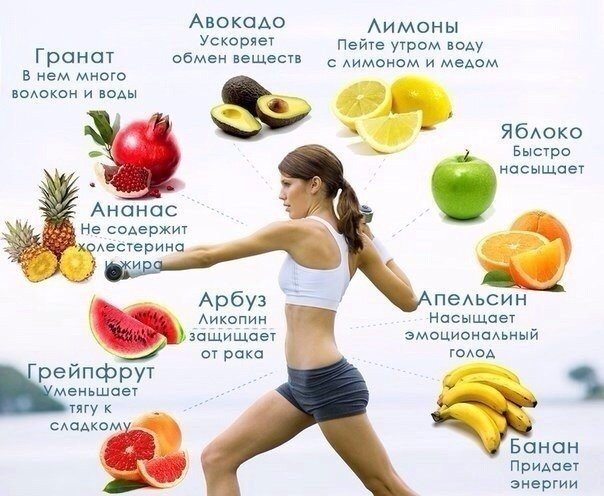 Авокадо
Ускоряет
обмен веществ
Лимоны
Пейте утром воду
с лимоном и медом
Гранат
В нем много
волокон и воды
Яблоко
Быстро
насыщает
Ананас
Не содержит
холестерина
и жира
Арбуз
Ликопин
защищает
от рака
Апельсин
Насыщает
эмоциональный
голод
Грейпфрут
Уменьшает
тягу к
сладкому
Банан
Придает
энергии